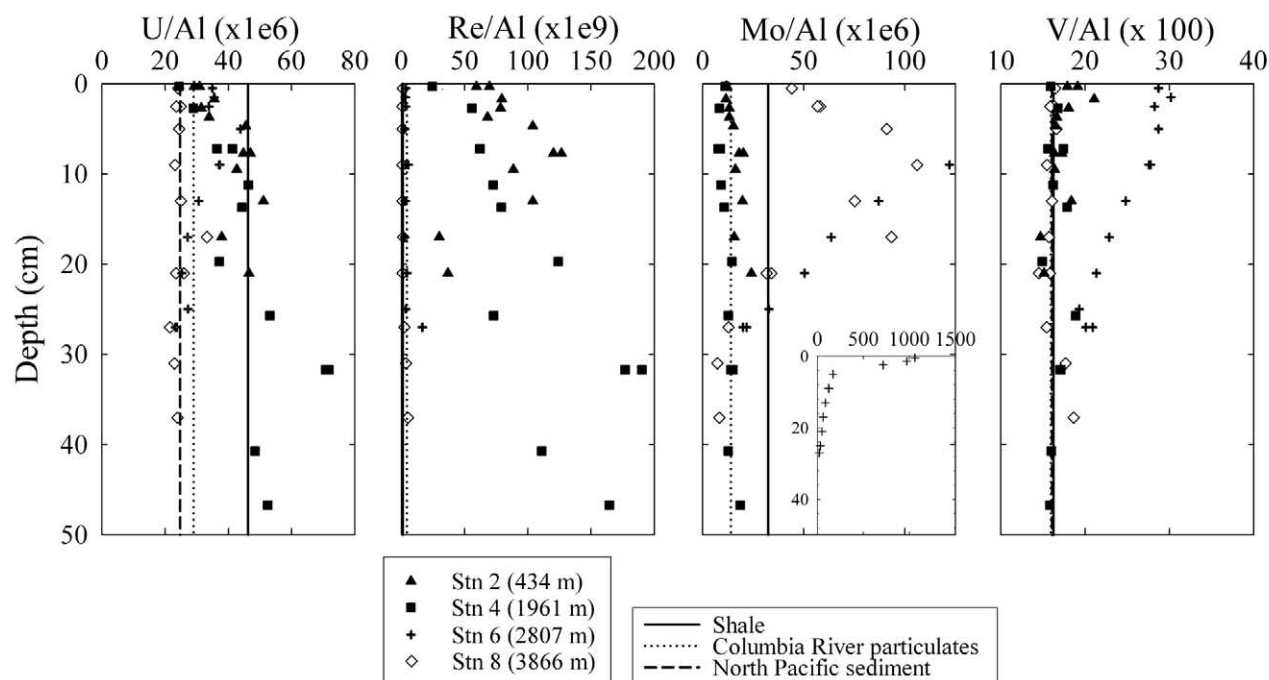 U/Al (x1e6) Re/Al (x1e9) Mo/Al (x1e6) V/Al (x 100)
0 20 40 60 80 0 50 100 150 200 0 50 100 10 20 30 40
0
10
20
30
40
50
Depth (cm)
0 500 1000 1500
0
20
40
Stn 2 (434 m)
Stn 4 (1961 m)
Stn 6 (2807 m)
Stn 8 (3866 m)
Shale
Columbia River particulates
North Pacific sediment